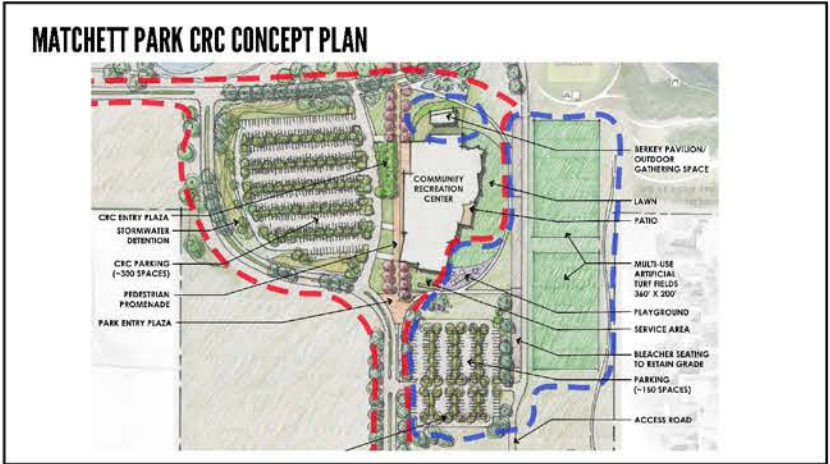 MATCHETT PARK CRC CONCEPT PLAN
COMMUNITY
RECREATION
CENTER
CRC ENTRY PLAZA
STORMWATER
DETENTION
CRC PARKING
(~300 SPACES)
PEDESTRIAN
PROMENADE
PARK ENTRY PLAZA
BERKEY PAVILION/
OUTDOOR
GATHERING SPACE
LAWN
PATIO
MULTI-USE
ARTIFICIAL
TURF FIELDS
360' X 200'
PLAYGROUND
SERVICE AREA
BLEACHER SEATING
TO RETAIN GRADE
PARKING
(~150 SPACES)
ACCESS ROAD